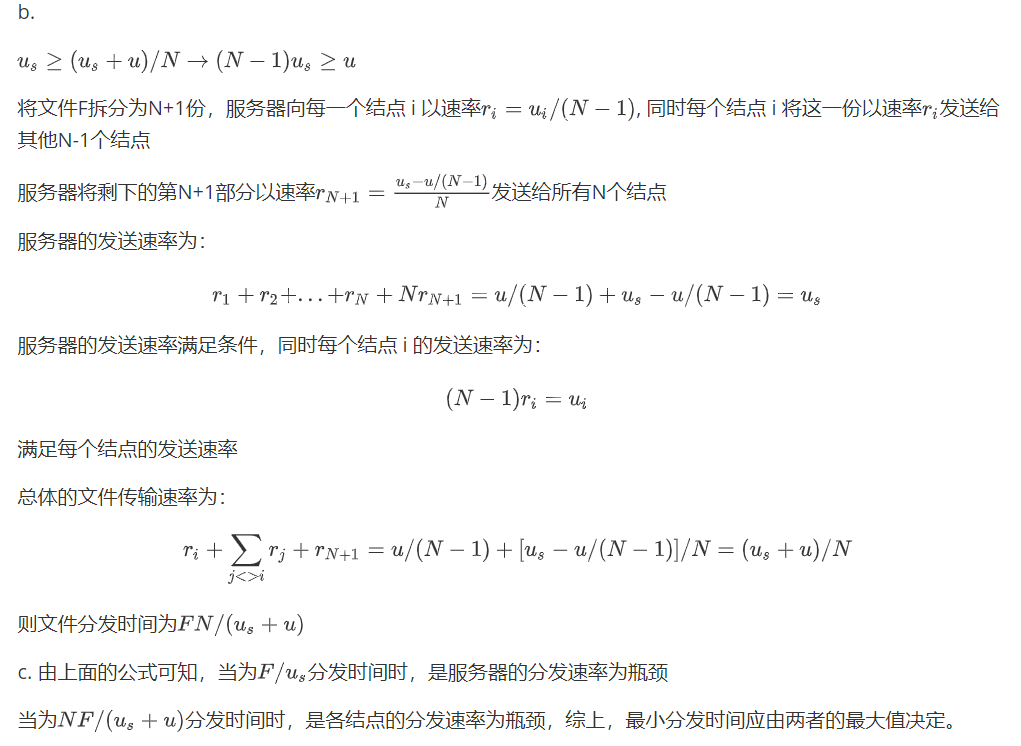 b.
$u_s \geq (u_s + u)/N \rightarrow (N-1)u_s \geq u$
将文件F拆分为N+1份，服务器向每一个结点 i 以速率$r_i = u_i/(N-1)$, 同时每个结点 i 将这一份以速率$r_i$发送给
其他N-1个结点
服务器将剩下的第N+1部分以速率$r_{N+1} = \frac{u_s - u/(N-1)}{N}$发送给所有N个结点
服务器的发送速率为：
$r_1 + r_2 + \ldots + r_N + Nr_{N+1} = u/(N-1) + u_s - u/(N-1) = u_s$
服务器的发送速率满足条件，同时每个结点 i 的发送速率为：
$(N-1)r_i = u_i$
满足每个结点的发送速率
总体的文件传输速率为：
$r_i + \sum_{j<>i} r_j + r_{N+1} = u/(N-1) + [u_s - u/(N-1)]/N = (u_s + u)/N$
则文件分发时间为$FN/(u_s + u)$
c. 由上面的公式可知，当为$F/u_s$分发时间时，是服务器的分发速率为瓶颈
当为$NF/(u_s + u)$分发时间时，是各结点的分发速率为瓶颈，综上，最小分发时间应由两者的最大值决定。